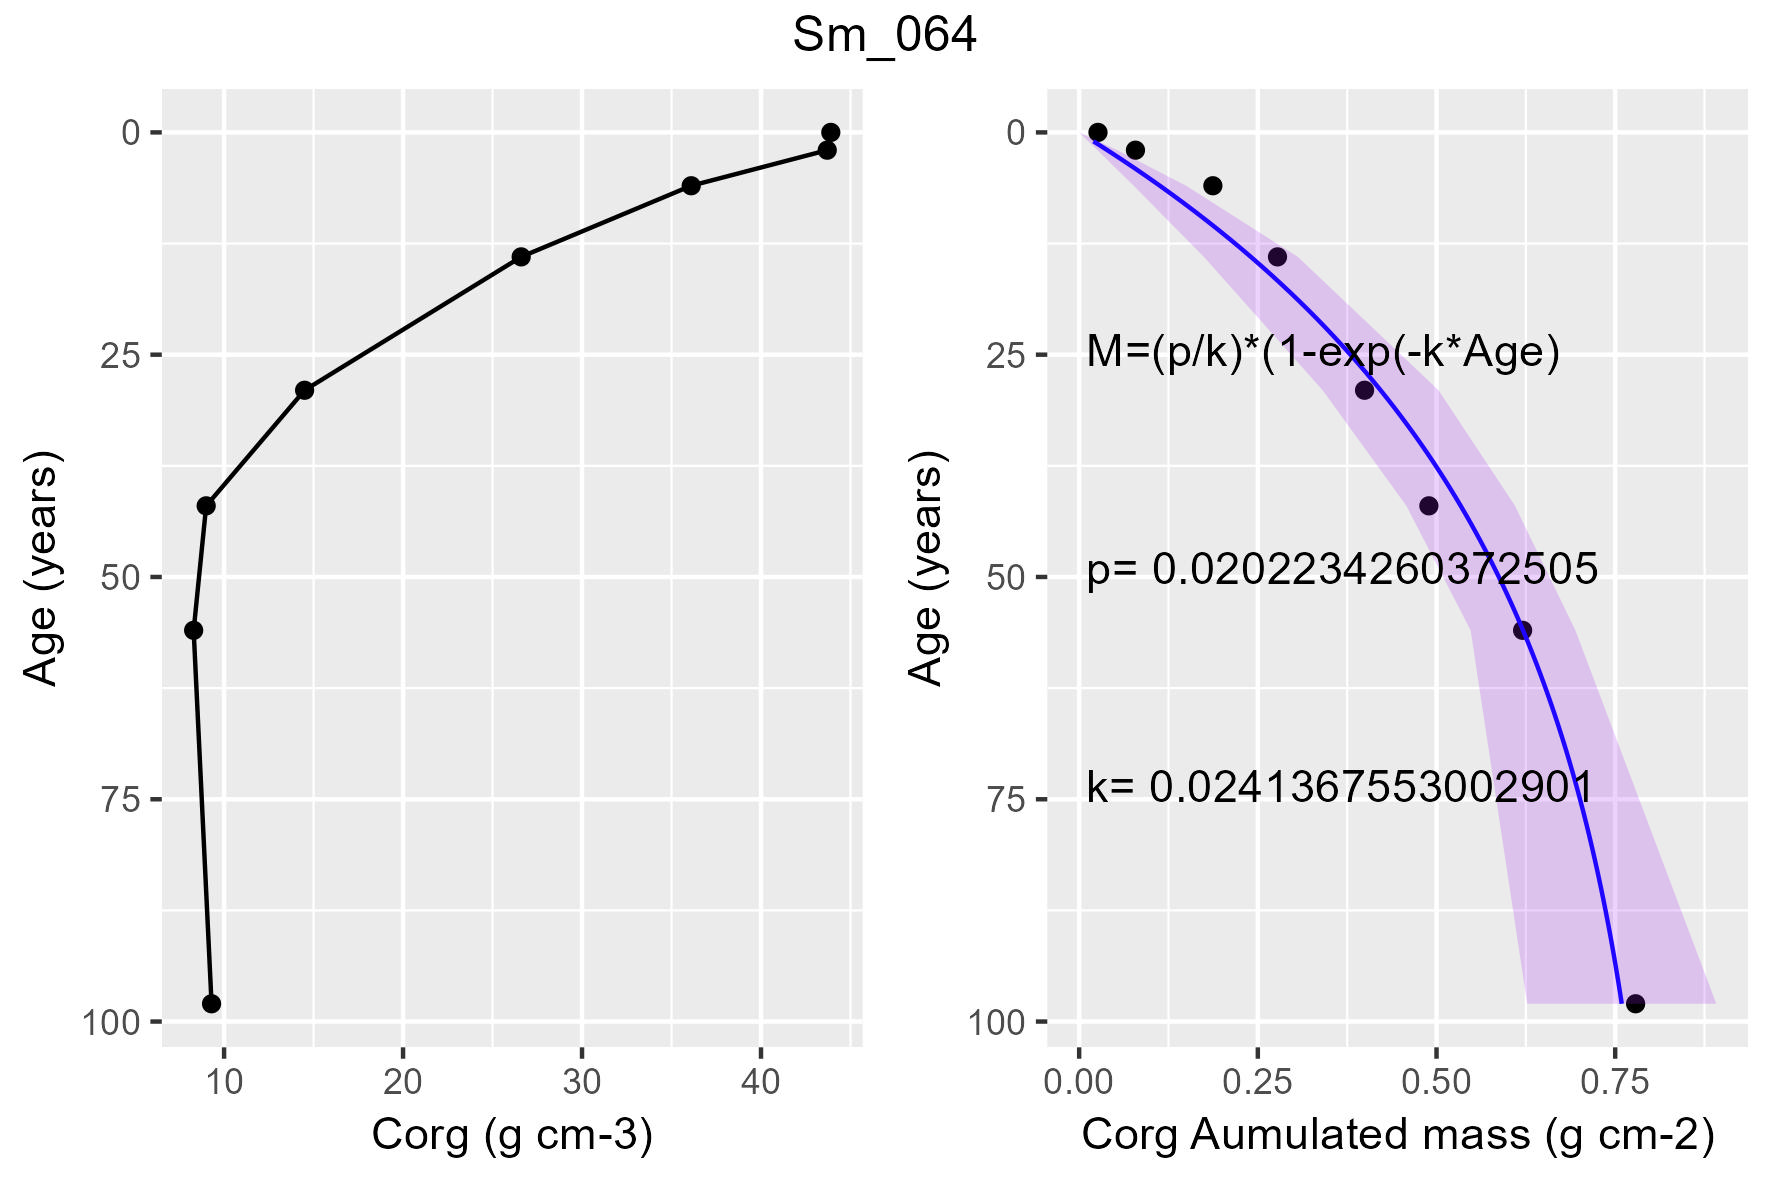 Sm_064
0
25
50
75
100
Age (years)
10 20 30 40
Corg (g cm-3)
0
25
50
75
100
Age (years)
M=(p/k)*(1-exp(-k*Age)
p= 0.0202234260372505
k= 0.0241367553002901
0.00 0.25 0.50 0.75
Corg Aumulated mass (g cm-2)